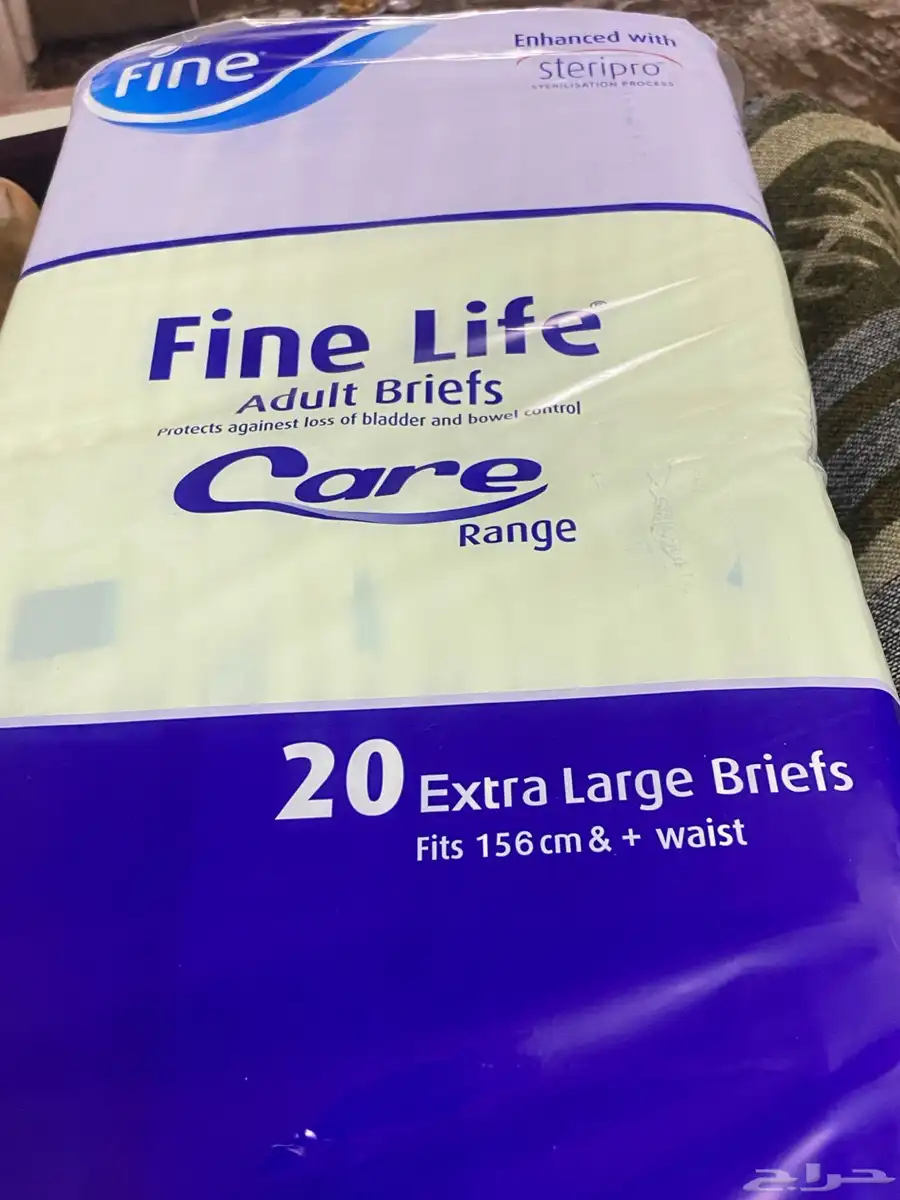 fine
Enhanced with
steripro
STERILISATION PROCESS
Fine Life®
Adult Briefs
Protects againest loss of bladder and bowel control
Care
Range
20 Extra Large Briefs
Fits 156 cm & + waist
حراج